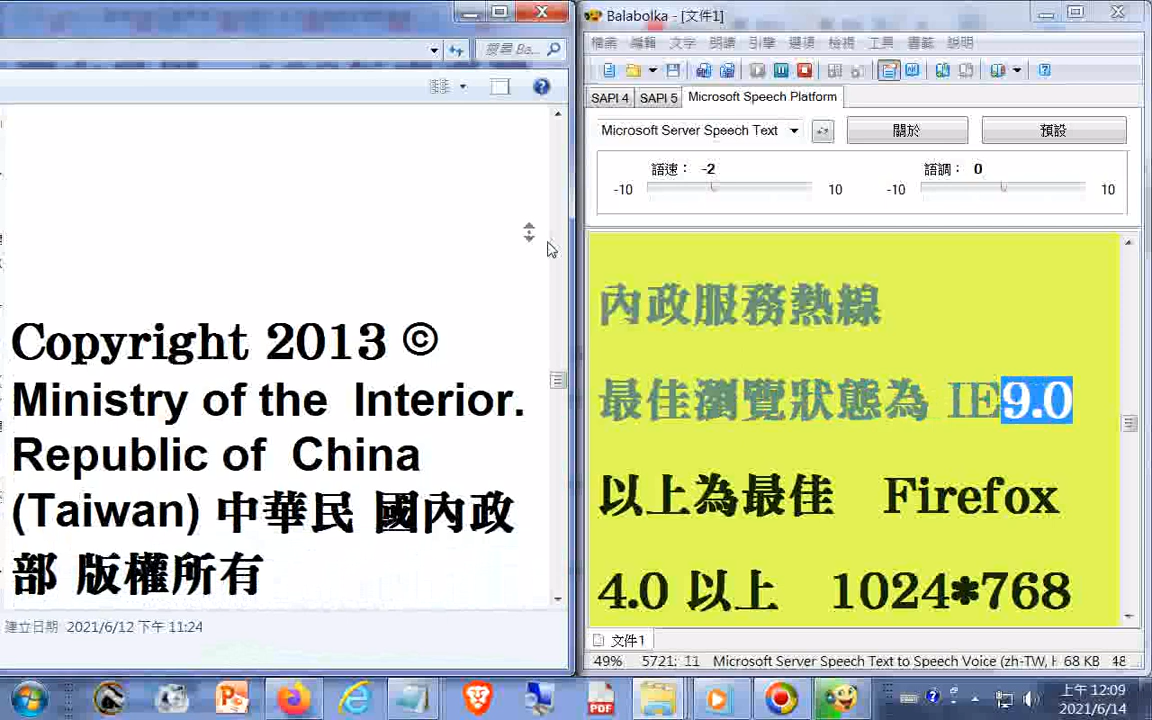 搜尋 Ba...
Copyright 2013 ©
Ministry of the Interior.
Republic of China
(Taiwan) 中華民 國內政
部 版權所有
建立日期: 2021/6/12 下午 11:24
Balabolka - [文件1]
檔案 編輯 文字 朗讀 引擎 選項 檢視 工具 書籤 說明
SAPI 4 SAPI 5 Microsoft Speech Platform
Microsoft Server Speech Text 關於 預設
語速： -2 語調： 0
-10 10 -10 10
內政服務熱線
最佳瀏覽狀態為 IE9.0
以上為最佳 Firefox
4.0 以上 1024*768
文件1
49% 5721: 11 Microsoft Server Speech Text to Speech Voice (zh-TW, H 68 KB 48 ...
PDF
上午 12:09
2021/6/14